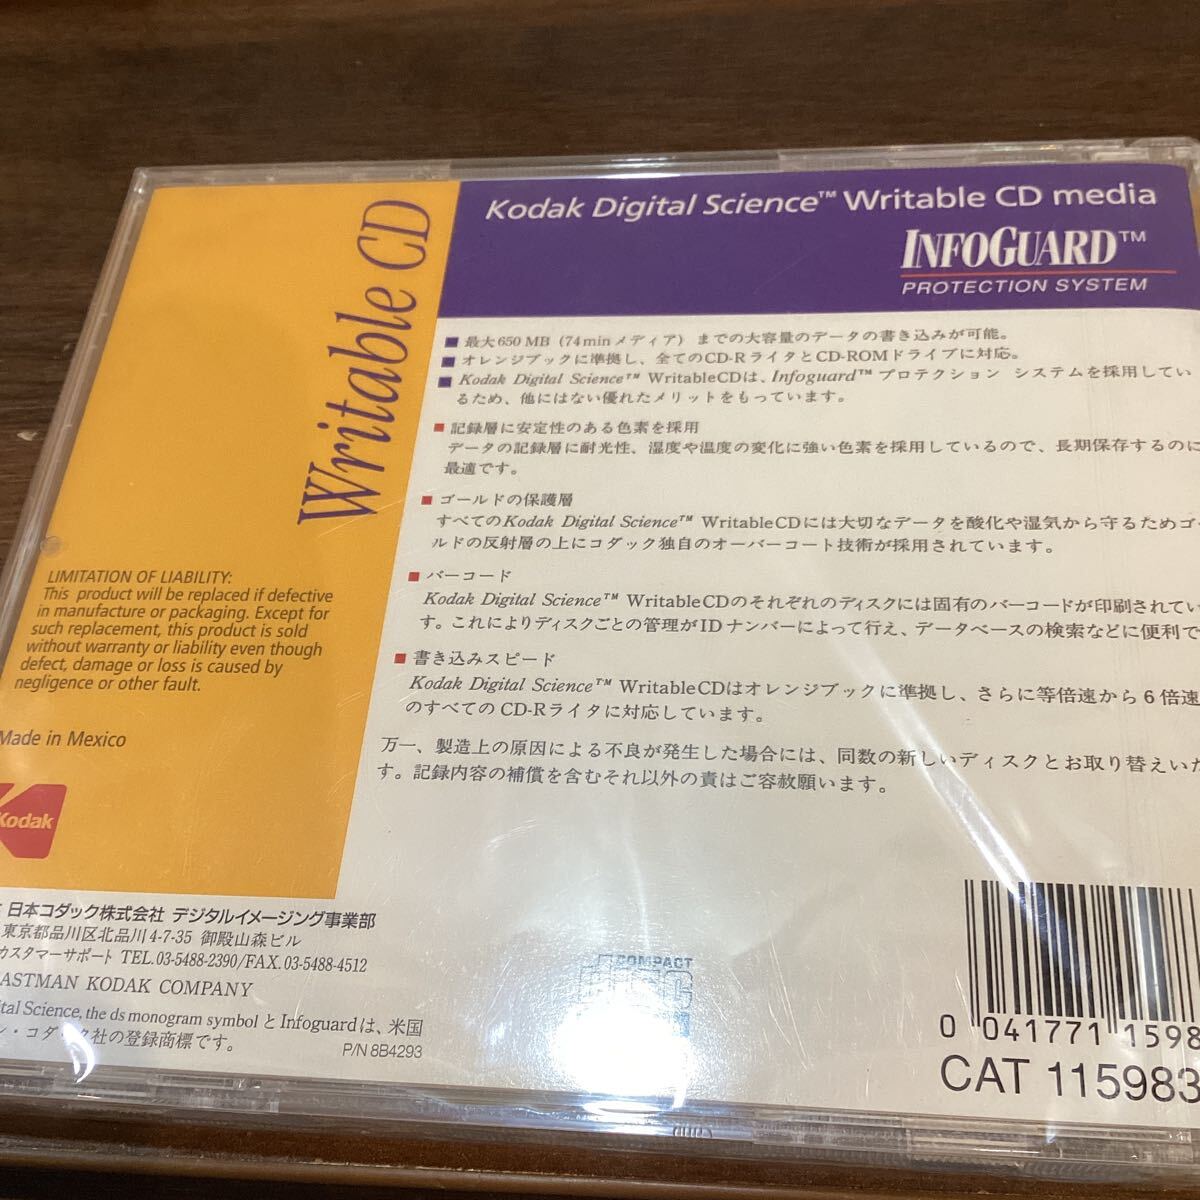 Kodak Digital Science™ Writable CD media
INFOGUARD™
PROTECTION SYSTEM
Writable CD
■ 最大650 MB（74minメディア）までの大容量のデータの書き込みが可能。
■ オレンジブックに準拠し、全てのCD-RライタとCD-ROMドライブに対応。
■ Kodak Digital Science™ WritableCDは、Infoguard™ プロテクション システムを採用してい
るため、他にはない優れたメリットをもっています。
■ 記録層に安定性のある色素を採用
データの記録層に耐光性、湿度や温度の変化に強い色素を採用しているので、長期保存するのに
最適です。
■ ゴールドの保護層
すべてのKodak Digital Science™ WritableCDには大切なデータを酸化や湿気から守るためゴー
ルドの反射層の上にコダック独自のオーバーコート技術が採用されています。
■ バーコード
Kodak Digital Science™ WritableCDのそれぞれのディスクには固有のバーコードが印刷されてい
す。これによりディスクごとの管理がIDナンバーによって行え、データベースの検索などに便利で
■ 書き込みスピード
Kodak Digital Science™ WritableCDはオレンジブックに準拠し、さらに等倍速から6倍速
のすべてのCD-Rライタに対応しています。
万一、製造上の原因による不良が発生した場合には、同数の新しいディスクとお取り替えいた
す。記録内容の補償を含むそれ以外の責はご容赦願います。
LIMITATION OF LIABILITY:
This product will be replaced if defective
in manufacture or packaging. Except for
such replacement, this product is sold
without warranty or liability even though
defect, damage or loss is caused by
negligence or other fault.
Made in Mexico
Kodak
日本コダック株式会社 デジタルイメージング事業部
東京都品川区北品川4-7-35 御殿山森ビル
カスタマーサポート TEL.03-5488-2390/FAX.03-5488-4512
EASTMAN KODAK COMPANY
ital Science, the ds monogram symbol と Infoguard は、米国
ン・コダック社の登録商標です。 P/N 8B4293
COMPACT
disc
0 041771 1598
CAT 115983